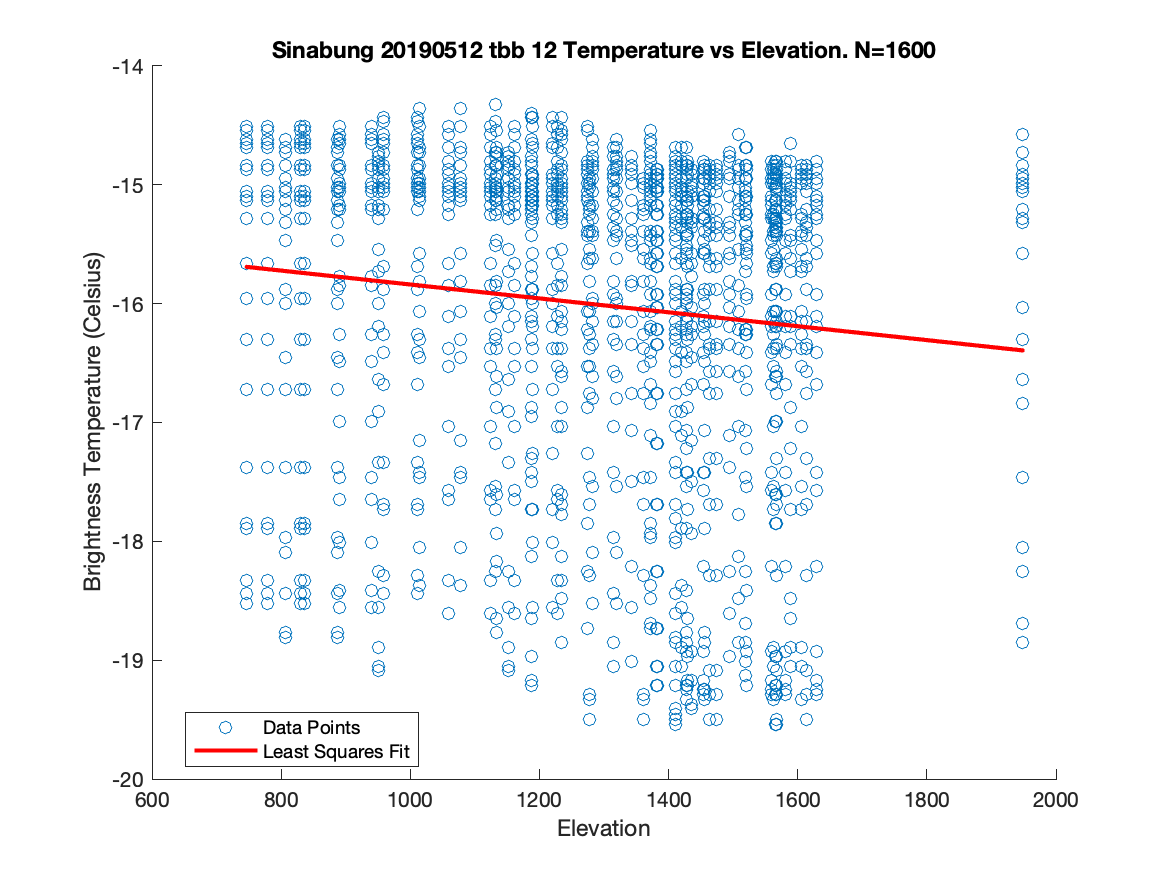 Sinabung 20190512 tbb 12 Temperature vs Elevation. N=1600
-14
-15
-16
-17
-18
-19
-20
Brightness Temperature (Celsius)
Data Points
Least Squares Fit
600 800 1000 1200 1400 1600 1800 2000
Elevation